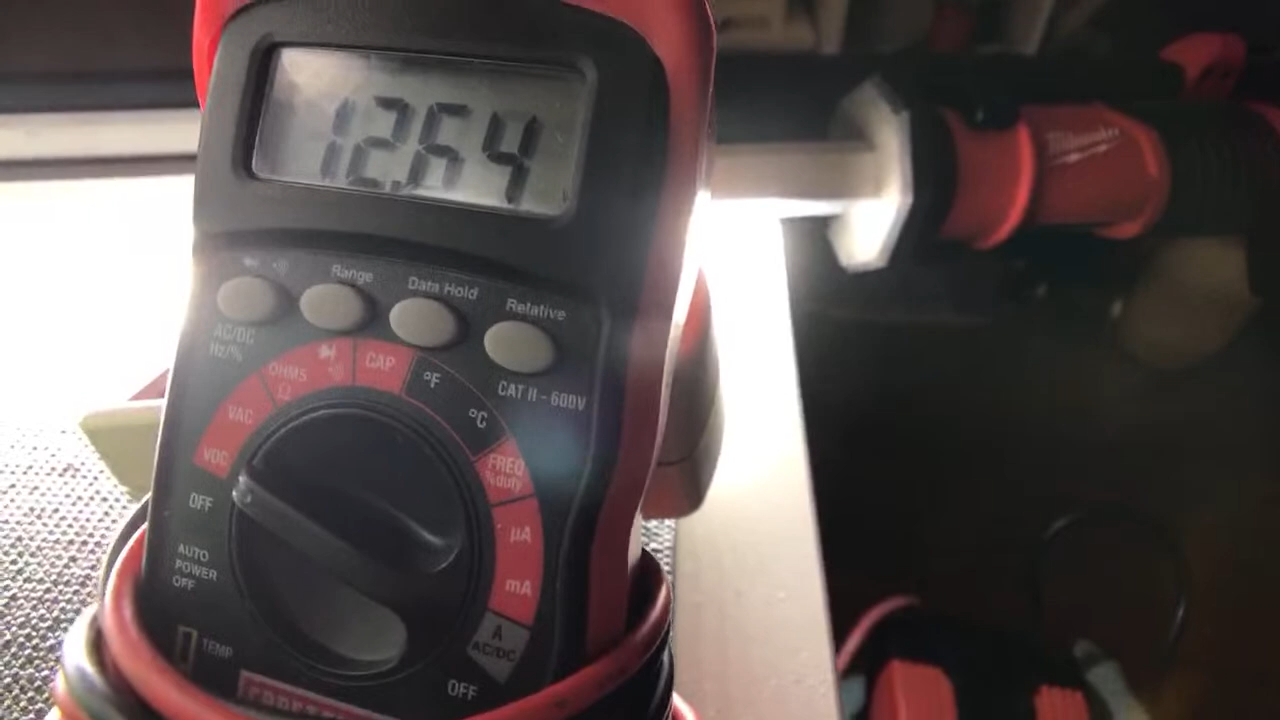 12.64
Range
Data Hold
Relative
AC/DC
Hz/%
CAT II - 600V
OHMS
Ω
CAP
°F
°C
VAC
VDC
FREQ
%duty
OFF
µA
AUTO
POWER
OFF
mA
A
AC/DC
TEMP
OFF
Milwaukee